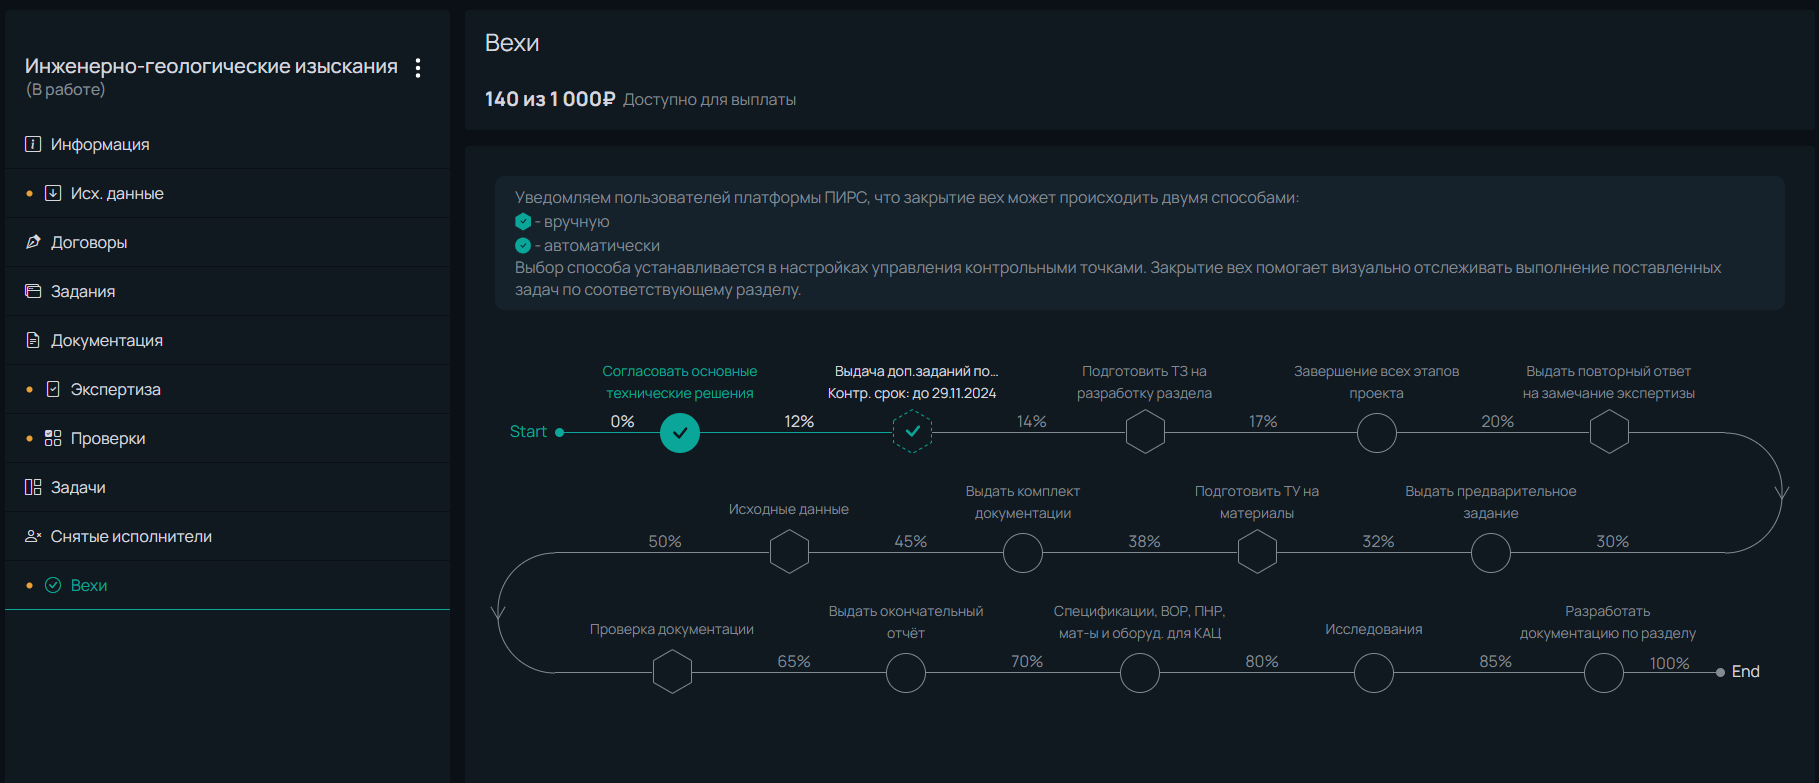 Инженерно-геологические изыскания
(В работе)
Информация
Исх. данные
Договоры
Задания
Документация
Экспертиза
Проверки
Задачи
Снятые исполнители
Вехи
Вехи
140 из 1 000₽ Доступно для выплаты
Уведомляем пользователей платформы ПИРС, что закрытие вех может происходить двумя способами:
- вручную
- автоматически
Выбор способа устанавливается в настройках управления контрольными точками. Закрытие вех помогает визуально отслеживать выполнение поставленных
задач по соответствующему разделу.
Start
0%
Согласовать основные
технические решения
12%
Выдача доп.заданий по...
Контр. срок: до 29.11.2024
14%
Подготовить ТЗ на
разработку раздела
17%
Завершение всех этапов
проекта
20%
Выдать повторный ответ
на замечание экспертизы
30%
Выдать предварительное
задание
32%
Подготовить ТУ на
материалы
38%
Выдать комплект
документации
45%
Исходные данные
50%
Проверка документации
65%
Выдать окончательный
отчёт
70%
Спецификации, ВОР, ПНР,
мат-ы и оборуд. для КАЦ
80%
Исследования
85%
Разработать
документацию по разделу
100%
End